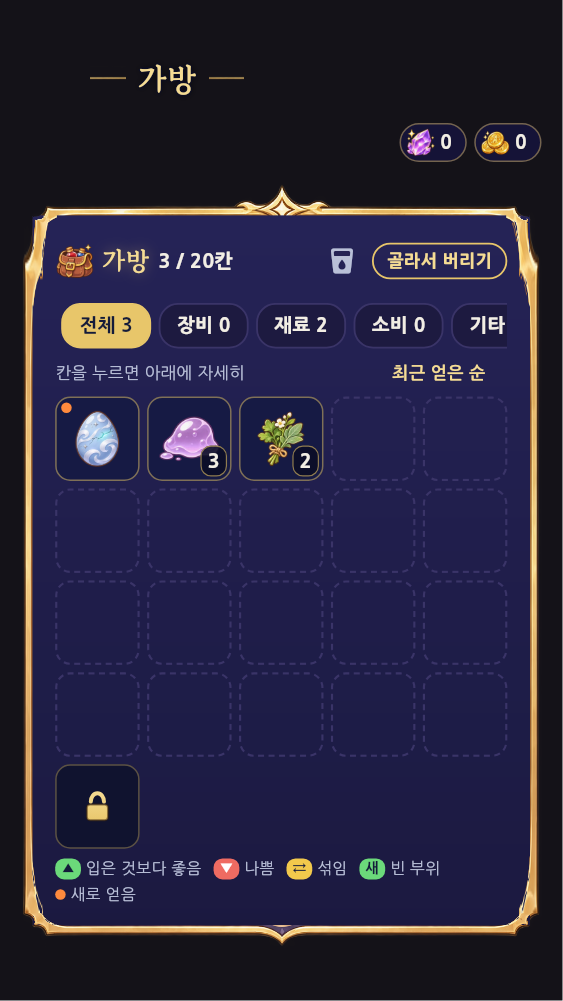 가방
0 0
가방 3 / 20칸 골라서 버리기
전체 3 장비 0 재료 2 소비 0 기타
칸을 누르면 아래에 자세히 최근 얻은 순
3 2
▲ 입은 것보다 좋음 ▼ 나쁨 ⇄ 섞임 새 빈 부위
새로 얻음